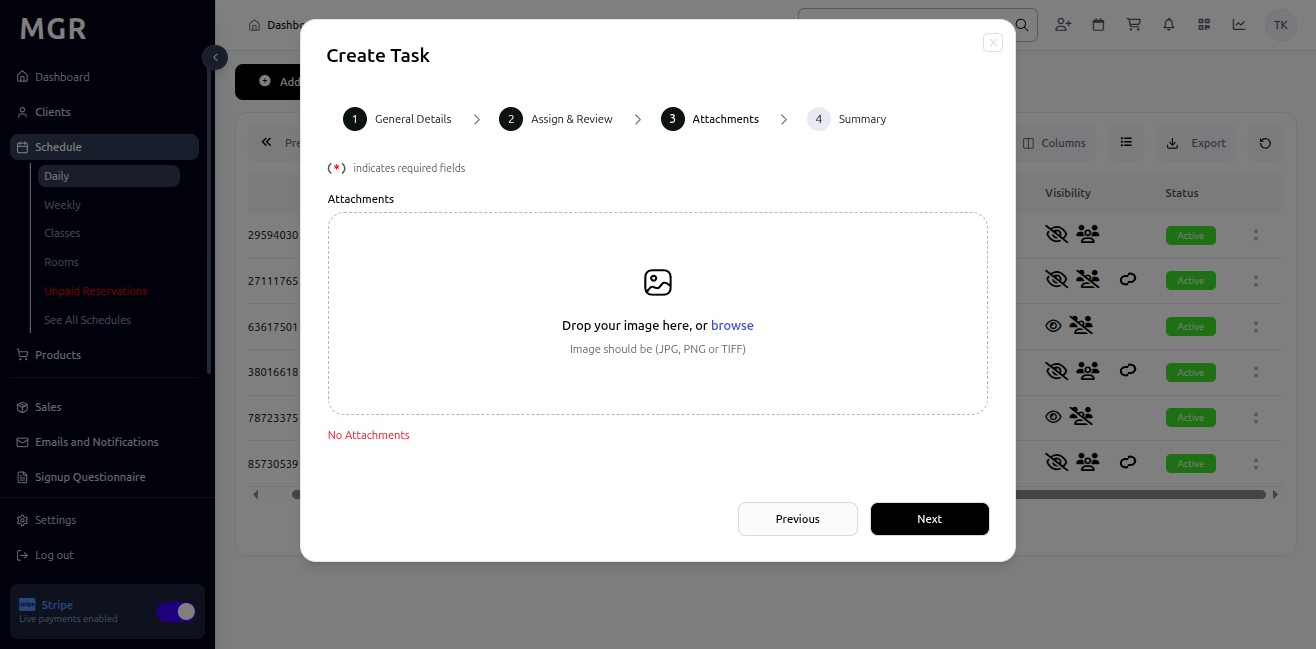 MGR
Dashboard
Clients
Schedule
Daily
Weekly
Classes
Rooms
Unpaid Reservations
See All Schedules
Products
Sales
Emails and Notifications
Signup Questionnaire
Settings
Log out
stripe
Stripe
Live payments enabled
TK
Columns
Export
Visibility
Status
29594030
Active
27111765
Active
63617501
Active
38016618
Active
78723375
Active
85730539
Active
Create Task
1 General Details
2 Assign & Review
3 Attachments
4 Summary
(*) indicates required fields
Attachments
Drop your image here, or browse
Image should be (JPG, PNG or TIFF)
No Attachments
Previous
Next